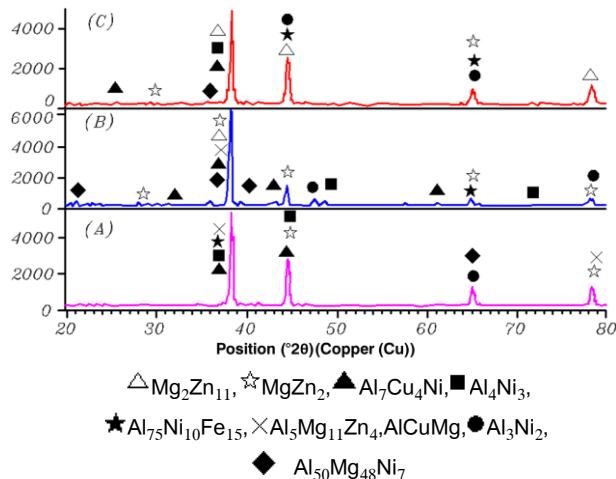 (C)
4000
2000
0
(B)
6000
4000
2000
0
(A)
4000
2000
0
20 30 40 50 60 70 80
Position (°2θ)(Copper (Cu))
△Mg₂Zn₁₁, ☆MgZn₂, ▲Al₇Cu₄Ni, ■Al₄Ni₃,
★Al₇₅Ni₁₀Fe₁₅, ×Al₅Mg₁₁Zn₄,AlCuMg, ●Al₃Ni₂,
◆ Al₅₀Mg₄₈Ni₇